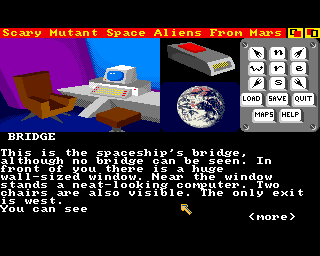 Scary Mutant Space Aliens From Mars
n
w r e
s
LOAD SAVE QUIT
MAPS HELP
BRIDGE
This is the spaceship's bridge,
although no bridge can be seen. In
front of you there is a huge
wall-sized window. Near the window
stands a neat-looking computer. Two
chairs are also visible. The only exit
is west.
You can see
<more>